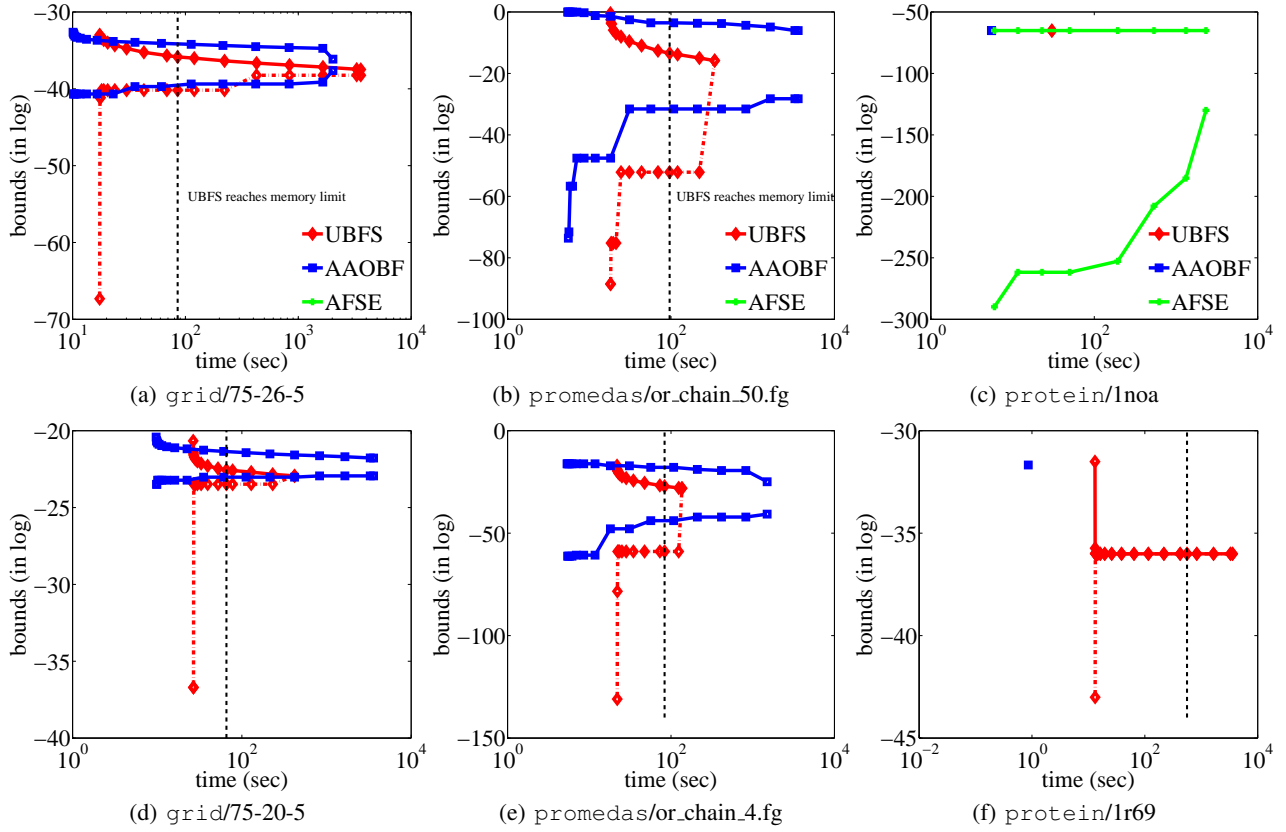 −30
−40
−50
−60
−70
bounds (in log)
10^1
10^2
10^3
10^4
time (sec)
UBFS reaches memory limit
UBFS
AAOBF
AFSE
(a) grid/75-26-5
0
−20
−40
−60
−80
−100
bounds (in log)
10^0
10^2
10^4
time (sec)
UBFS reaches memory limit
UBFS
AAOBF
AFSE
(b) promedas/or_chain_50.fg
−50
−100
−150
−200
−250
−300
bounds (in log)
10^0
10^2
10^4
time (sec)
UBFS
AAOBF
AFSE
(c) protein/1noa
−20
−25
−30
−35
−40
bounds (in log)
10^0
10^2
10^4
time (sec)
(d) grid/75-20-5
0
−50
−100
−150
bounds (in log)
10^0
10^2
10^4
time (sec)
(e) promedas/or_chain_4.fg
−30
−35
−40
−45
bounds (in log)
10^−2
10^0
10^2
10^4
time (sec)
(f) protein/1r69